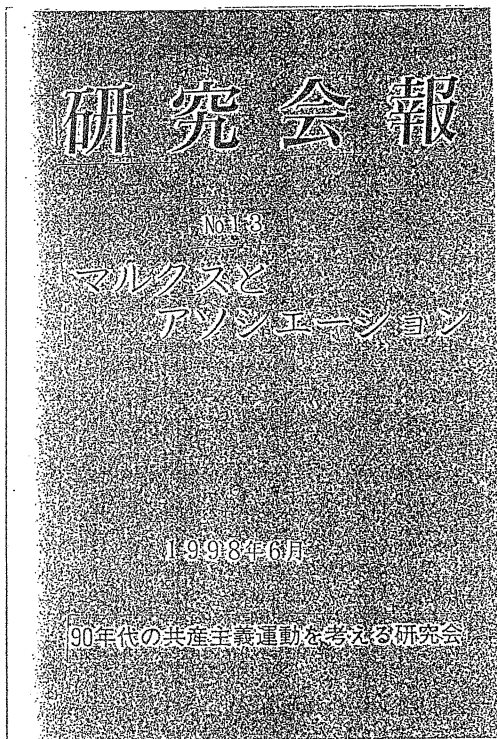 研究会報
No13
マルクスと
アソシエーション
1998年6月
90年代の共産主義運動を考える研究会